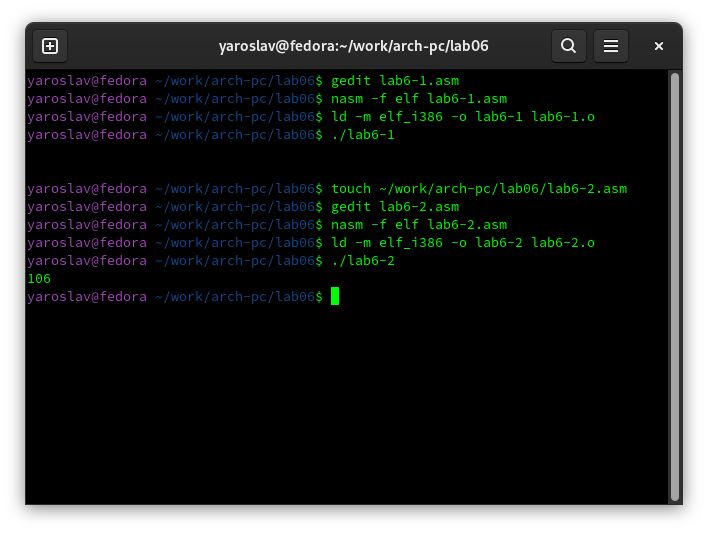 yaroslav@fedora:~/work/arch-pc/lab06
yaroslav@fedora ~/work/arch-pc/lab06$ gedit lab6-1.asm
yaroslav@fedora ~/work/arch-pc/lab06$ nasm -f elf lab6-1.asm
yaroslav@fedora ~/work/arch-pc/lab06$ ld -m elf_i386 -o lab6-1 lab6-1.o
yaroslav@fedora ~/work/arch-pc/lab06$ ./lab6-1
yaroslav@fedora ~/work/arch-pc/lab06$ touch ~/work/arch-pc/lab06/lab6-2.asm
yaroslav@fedora ~/work/arch-pc/lab06$ gedit lab6-2.asm
yaroslav@fedora ~/work/arch-pc/lab06$ nasm -f elf lab6-2.asm
yaroslav@fedora ~/work/arch-pc/lab06$ ld -m elf_i386 -o lab6-2 lab6-2.o
yaroslav@fedora ~/work/arch-pc/lab06$ ./lab6-2
106
yaroslav@fedora ~/work/arch-pc/lab06$